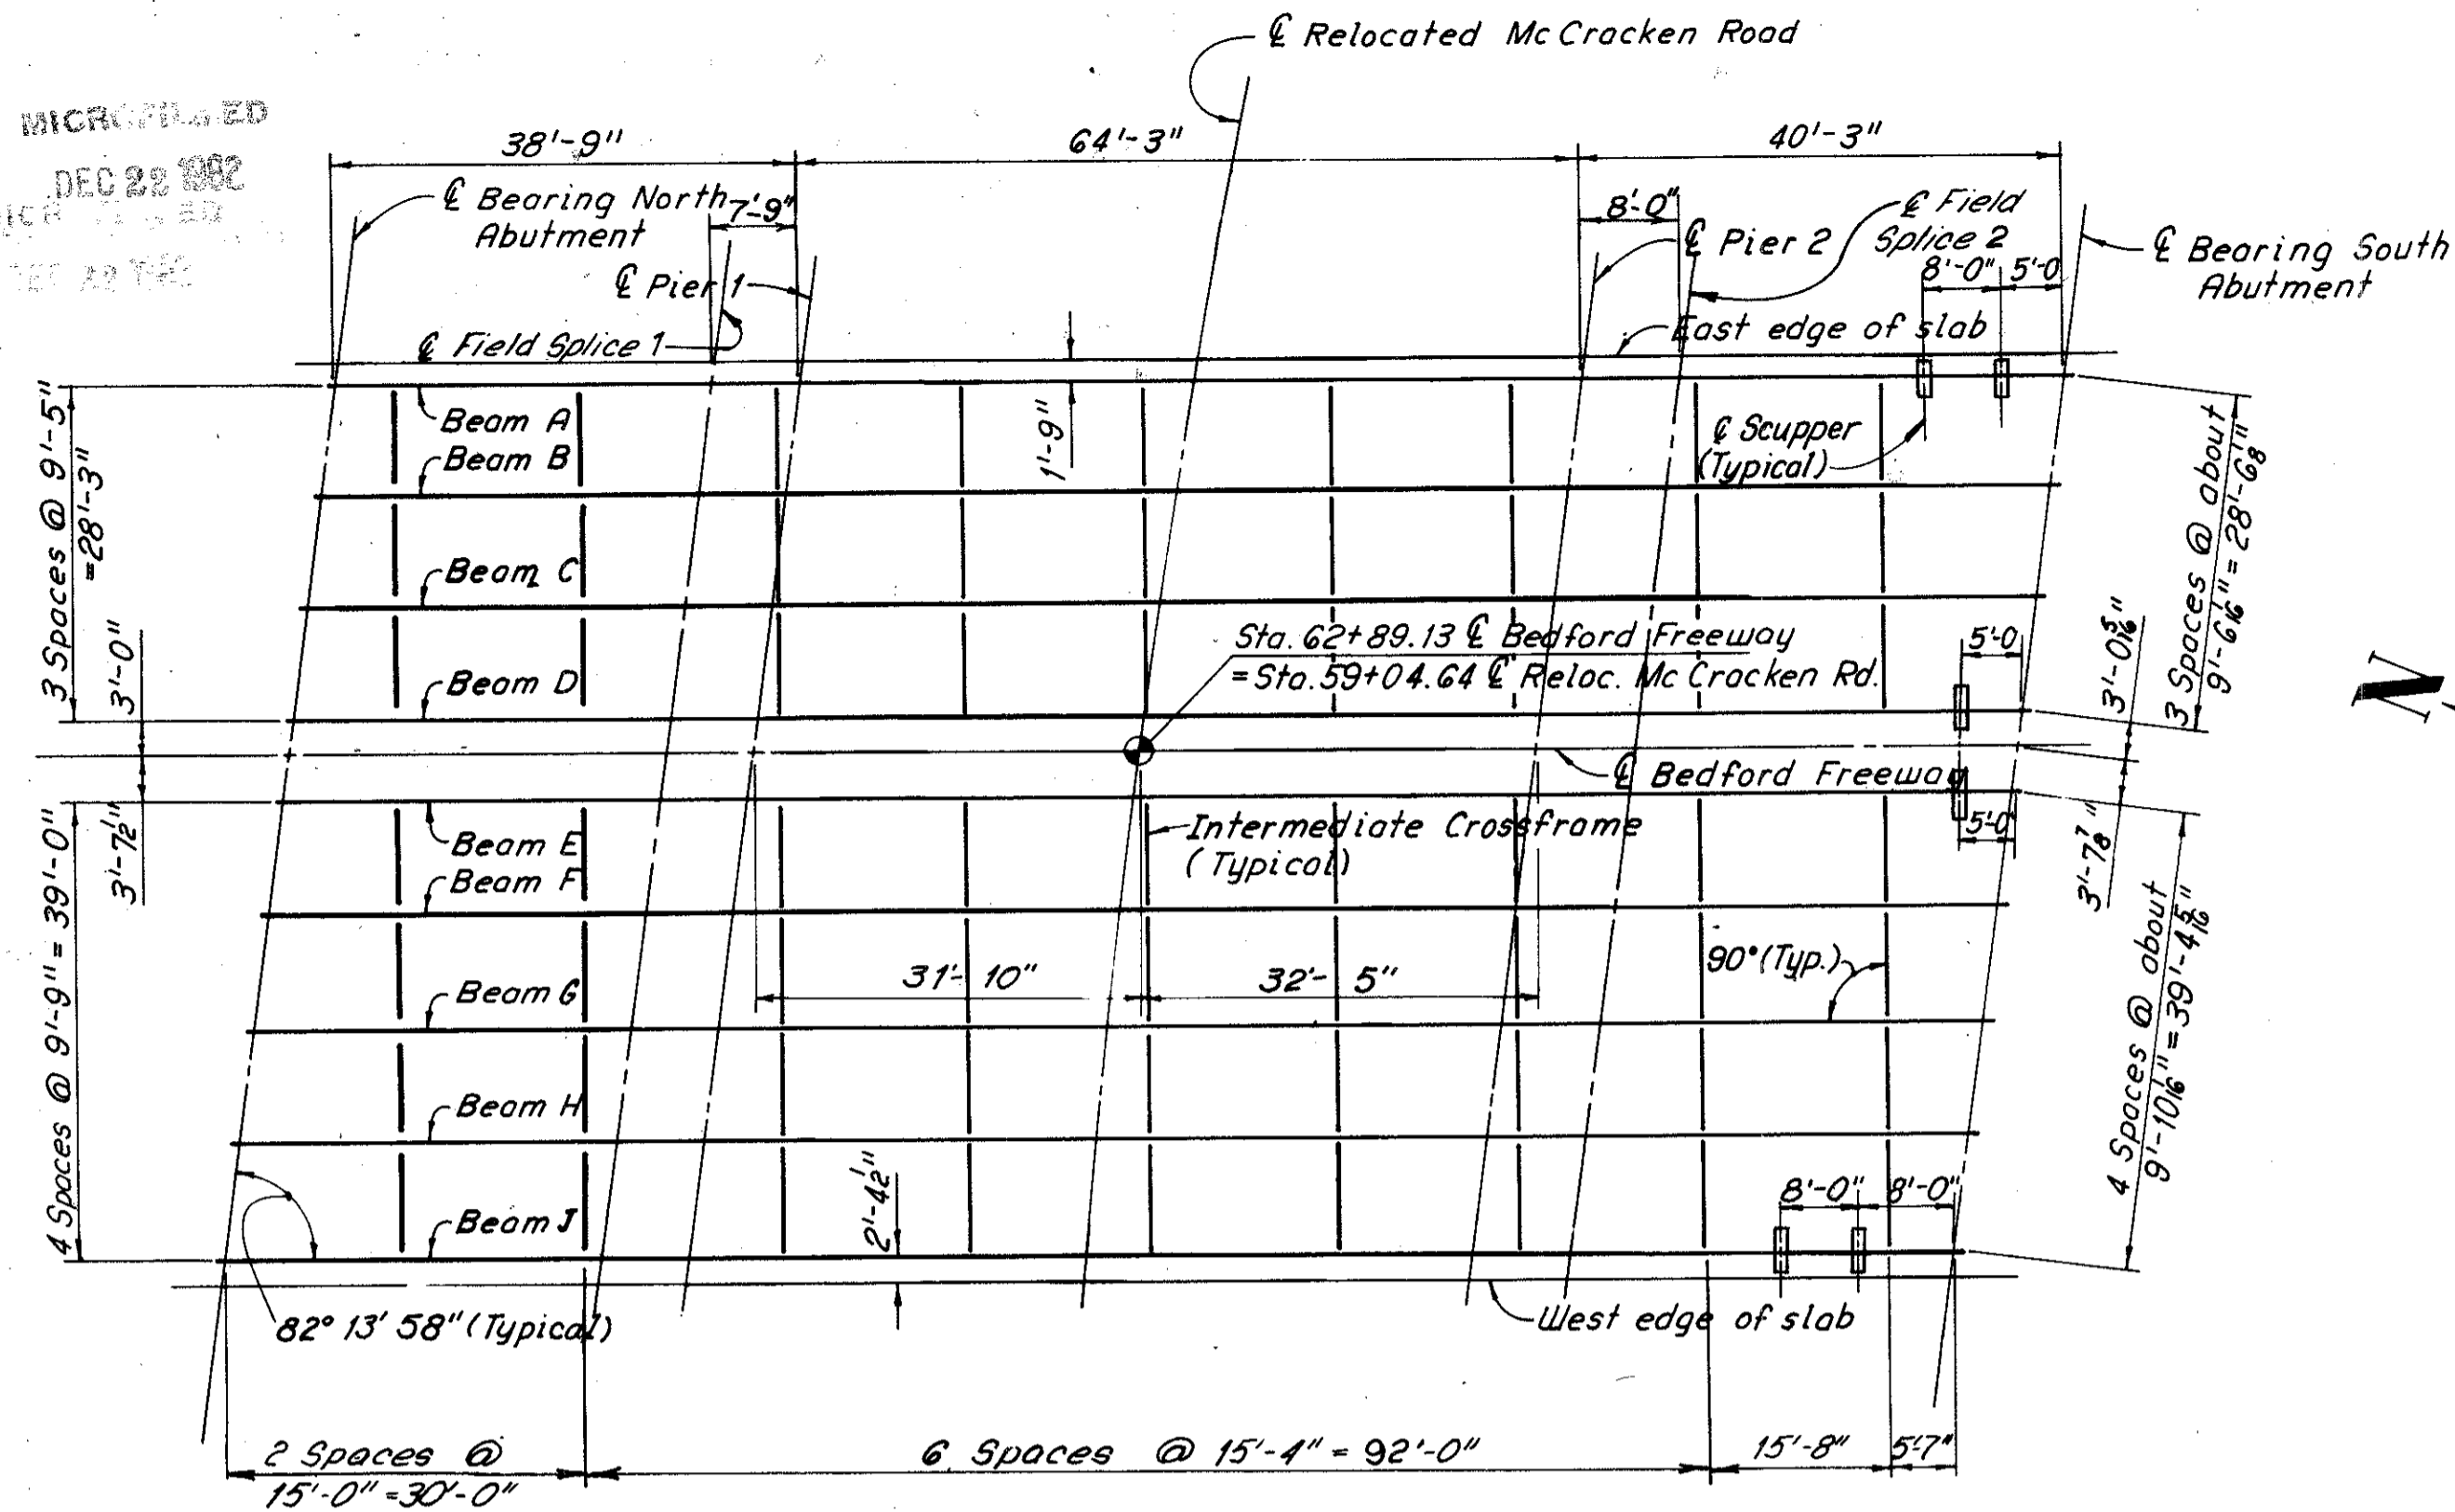 ℄ Relocated McCracken Road
DEC 22 1982
38'-9"
64'-3"
40'-3"
℄ Bearing North
Abutment
7'-9"
8'-0"
℄ Field
Splice 2
℄ Pier 1
℄ Pier 2
8'-0" 5'-0
℄ Bearing South
Abutment
℄ Field Splice 1
East edge of slab
Beam A
Beam B
1'-9"
℄ Scupper
(Typical)
3 Spaces @ 9'-5"
=28'-3"
3 Spaces @ about
9'-6 1/16" = 28'-6 1/8"
Beam C
Beam D
3'-0"
Sta. 62+89.13 ℄ Bedford Freeway
=Sta.59+04.64 ℄ Reloc. McCracken Rd.
5'-0
3'-0 5/16"
N
℄ Bedford Freeway
3'-7 1/2"
Beam E
Beam F
Intermediate Crossframe
(Typical)
5'-0
3'-7 7/8"
4 Spaces @ 9'-9" = 39'-0"
Beam G
31'-10"
32'-5"
90° (Typ.)
4 Spaces @ about
9'-10 1/16" = 39'-4 5/16"
Beam H
Beam J
2'-4 1/2"
8'-0" 8'-0"
82° 13' 58" (Typical)
West edge of slab
2 Spaces @
15'-0" =30'-0"
6 Spaces @ 15'-4" = 92'-0"
15'-8"
5'-7"